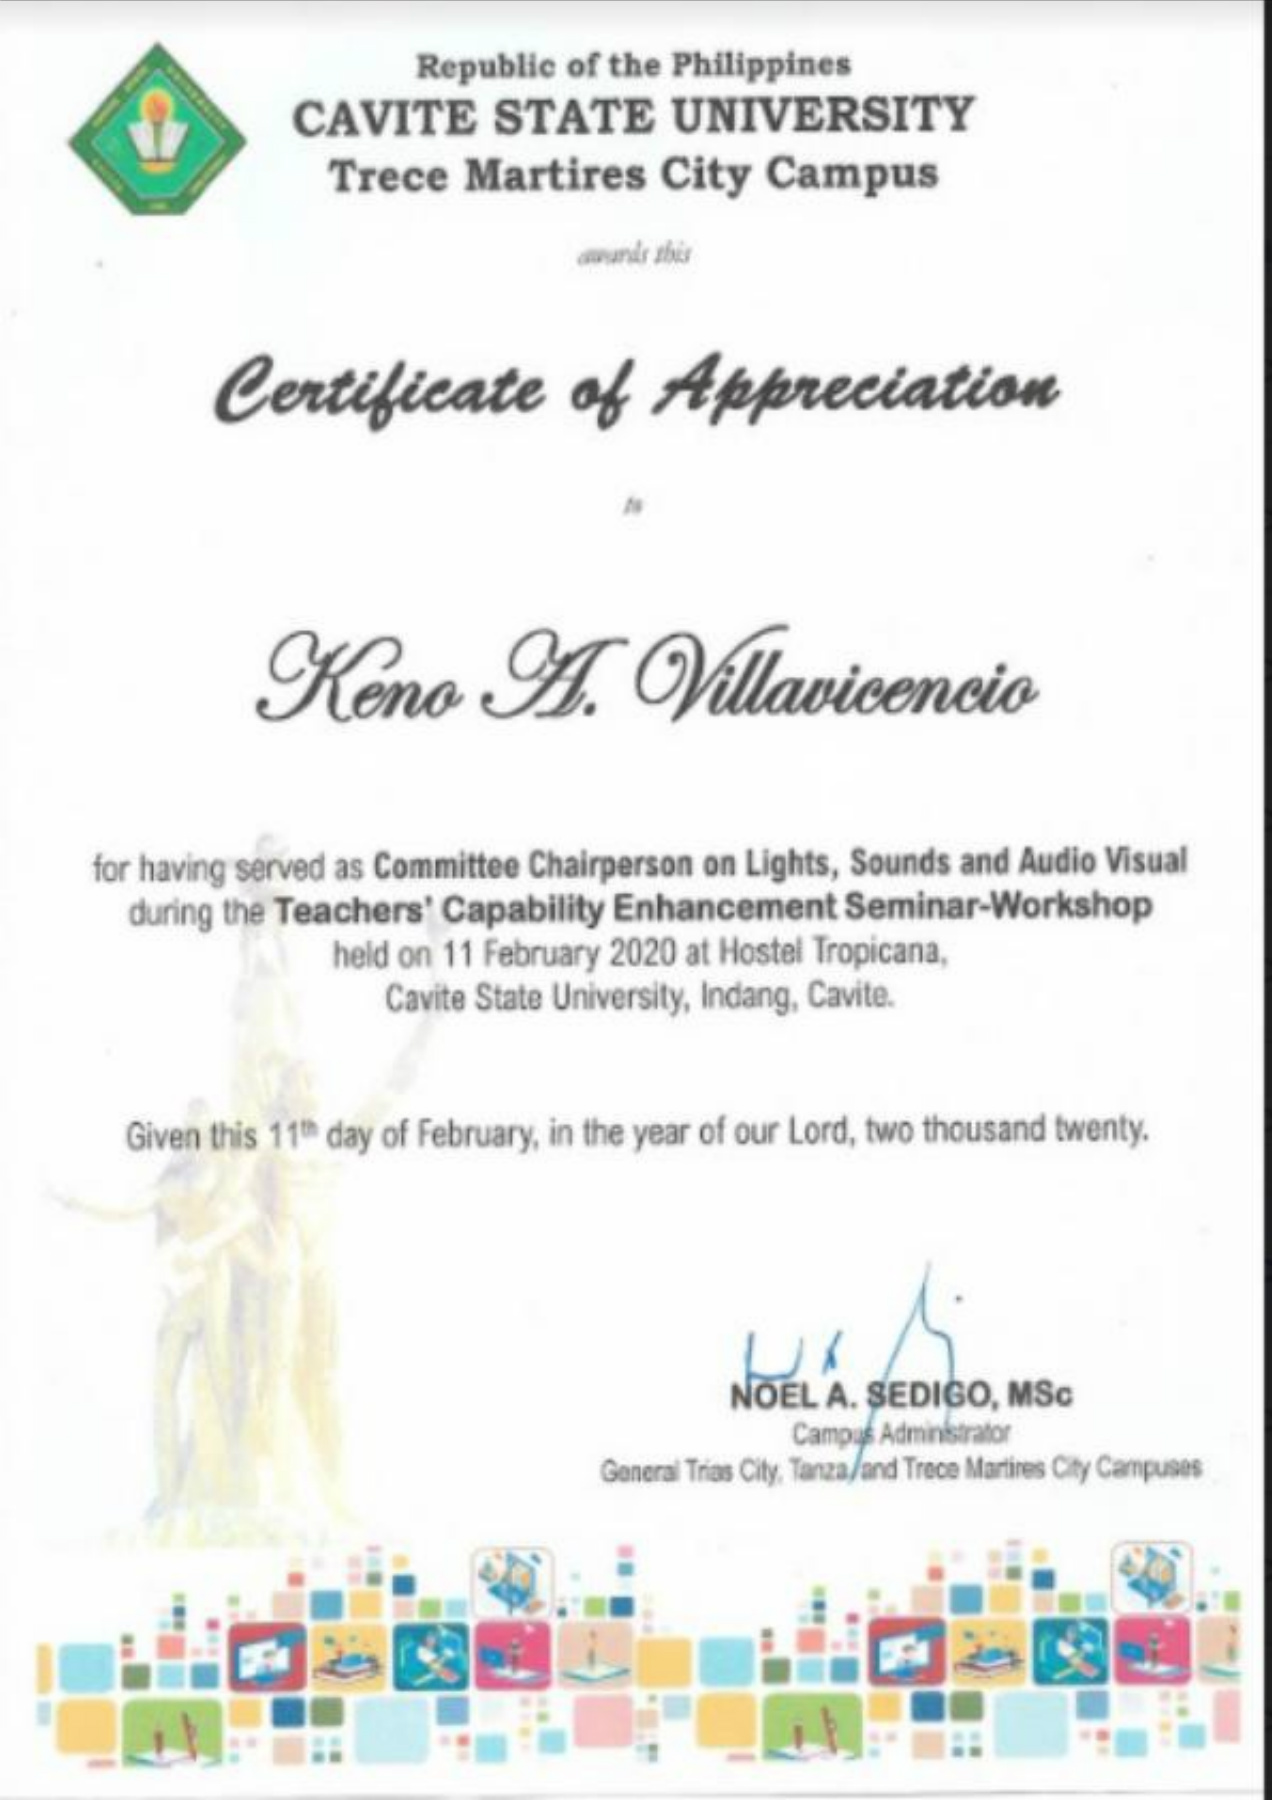 Republic of the Philippines
CAVITE STATE UNIVERSITY
Trece Martires City Campus
awards this
Certificate of Appreciation
to
Keno A. Villavicencio
for having served as Committee Chairperson on Lights, Sounds and Audio Visual
during the Teachers' Capability Enhancement Seminar-Workshop
held on 11 February 2020 at Hostel Tropicana,
Cavite State University, Indang, Cavite.
Given this 11th day of February, in the year of our Lord, two thousand twenty.
NOEL A. SEDIGO, MSc
Campus Administrator
General Trias City, Tanza, and Trece Martires City Campuses